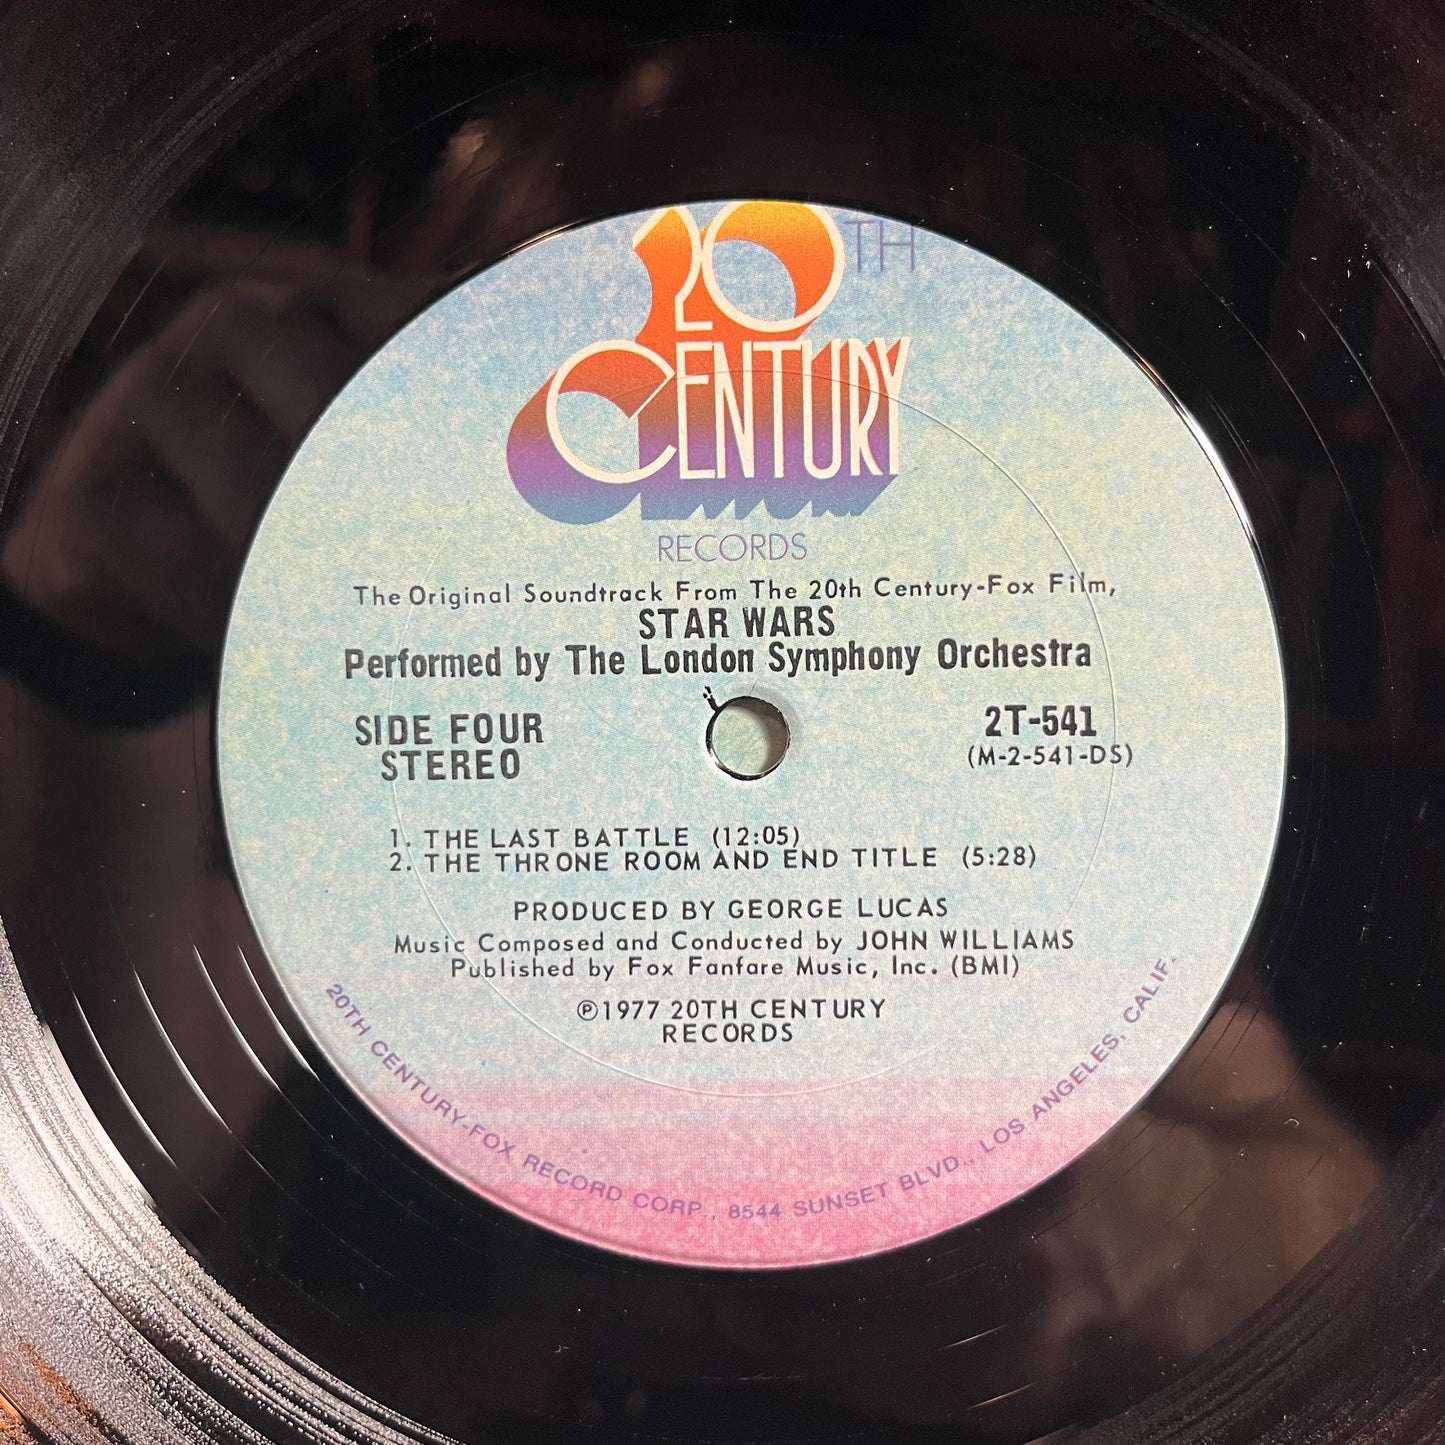 20TH
CENTURY
RECORDS
The Original Soundtrack From The 20th Century-Fox Film,
STAR WARS
Performed by The London Symphony Orchestra
SIDE FOUR
STEREO
2T-541
(M-2-541-DS)
1. THE LAST BATTLE (12:05)
2. THE THRONE ROOM AND END TITLE (5:28)
PRODUCED BY GEORGE LUCAS
Music Composed and Conducted by JOHN WILLIAMS
Published by Fox Fanfare Music, Inc. (BMI)
℗1977 20TH CENTURY
RECORDS
20TH CENTURY-FOX RECORD CORP., 8544 SUNSET BLVD., LOS ANGELES, CALIF.